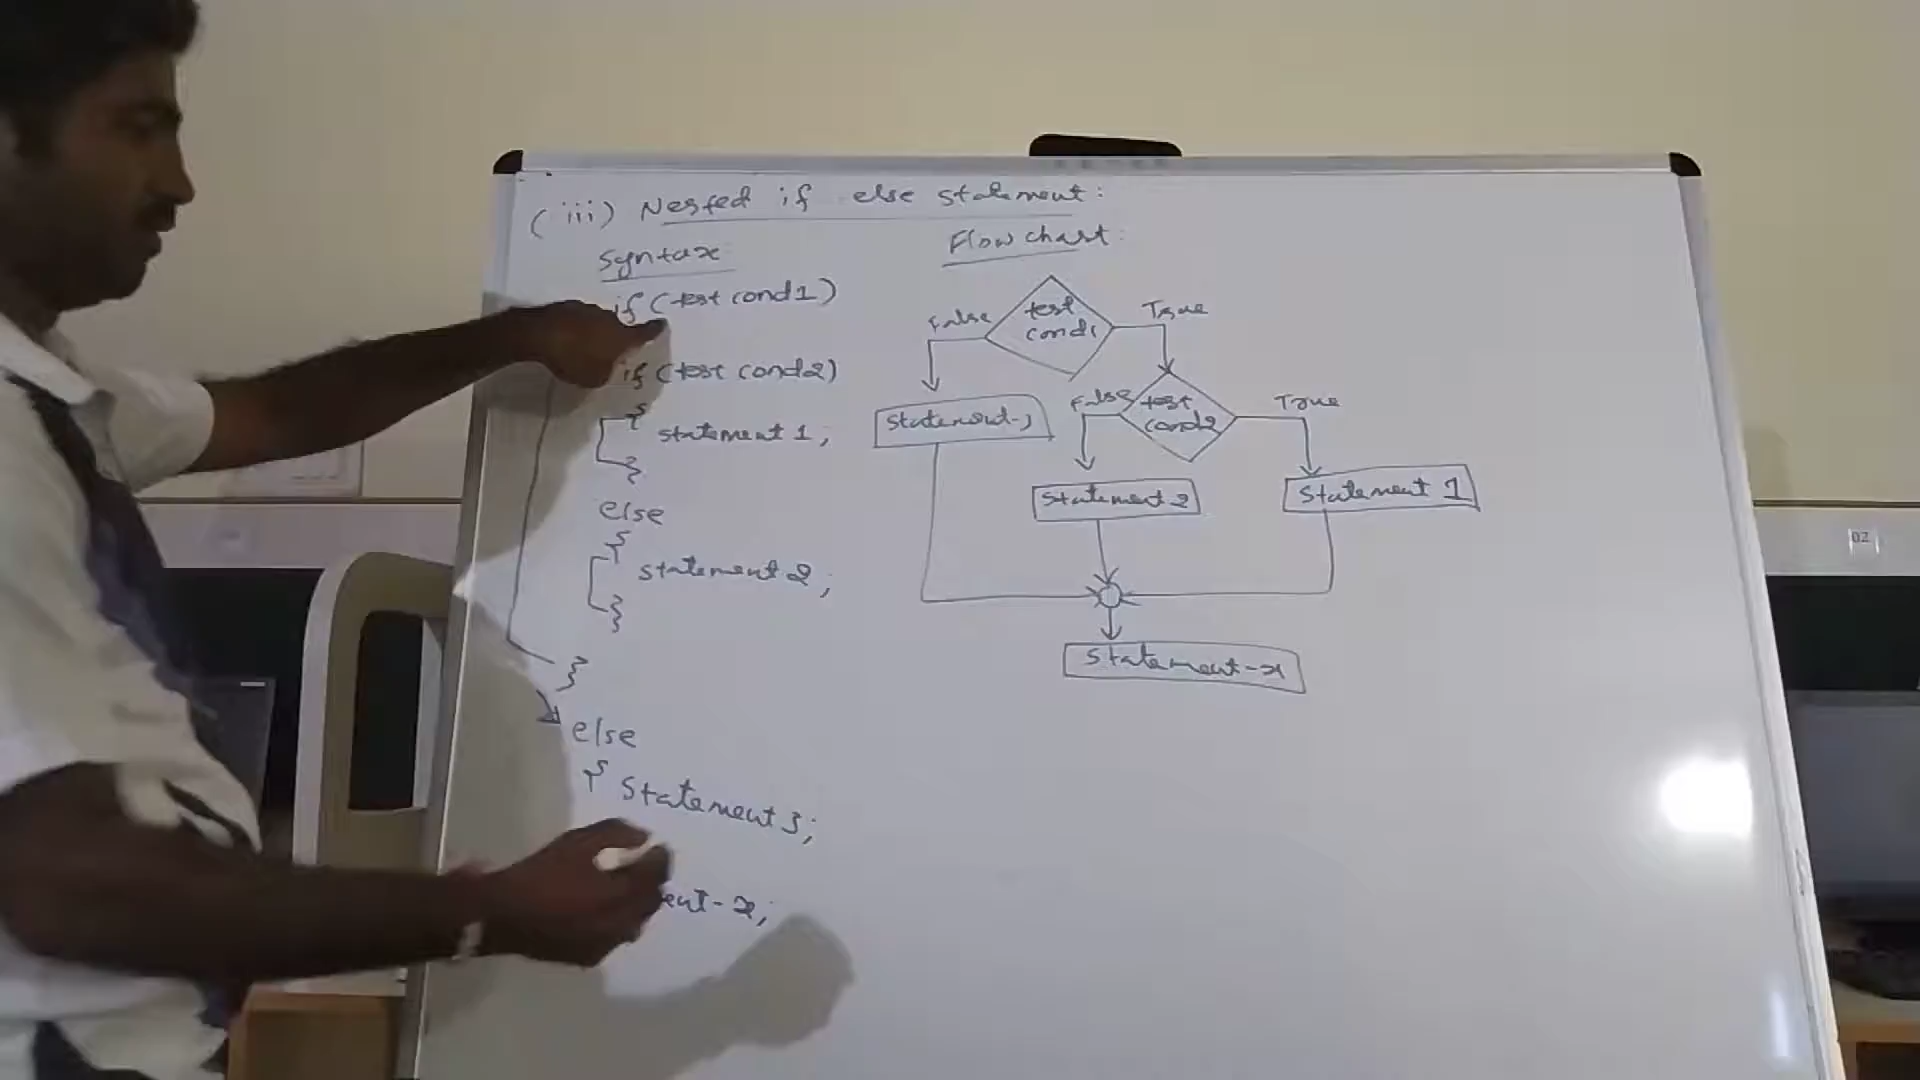 (iii) Nested if else statement:
Syntax:
if (test cond1)
if (test cond2)
{
statement 1;
}
else
{
statement 2;
}
}
else
{ Statement 3;
-x;
Flow chart:
test
cond1
False
True
Statement-3
False
test
cond2
True
Statement 2
Statement 1
Statement-x
02